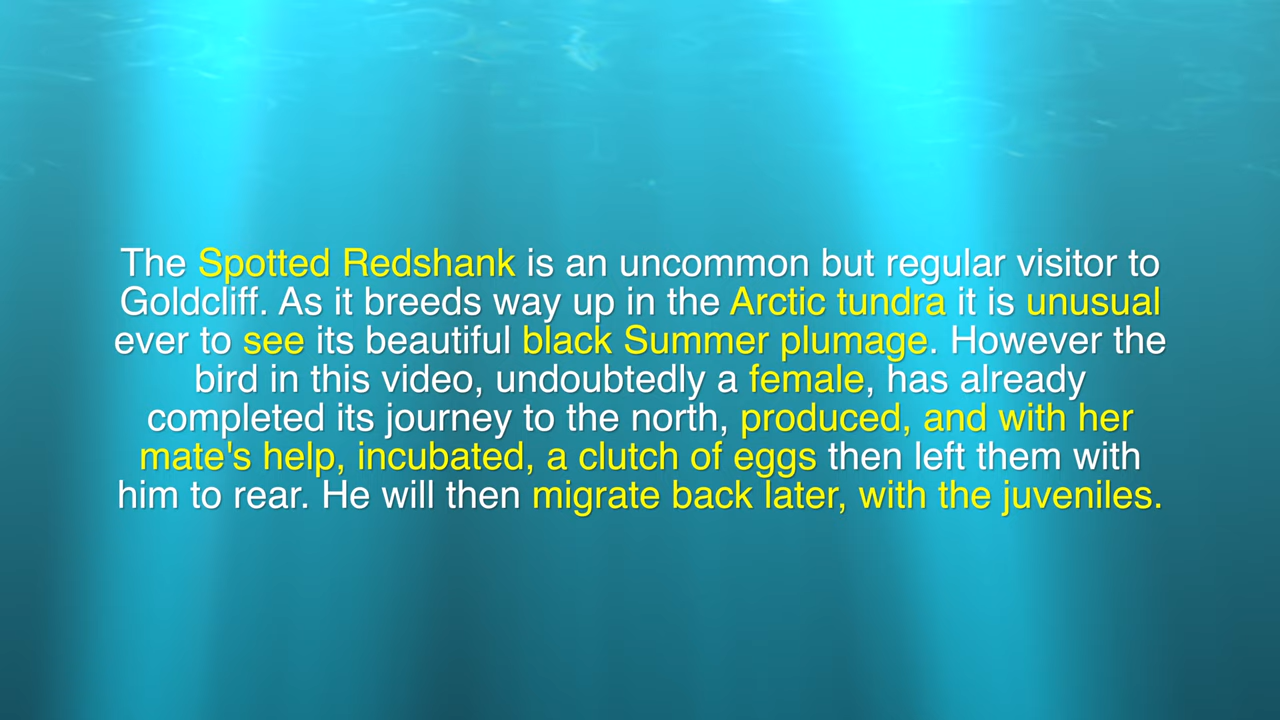 The Spotted Redshank is an uncommon but regular visitor to
Goldcliff. As it breeds way up in the Arctic tundra it is unusual
ever to see its beautiful black Summer plumage. However the
bird in this video, undoubtedly a female, has already
completed its journey to the north, produced, and with her
mate's help, incubated, a clutch of eggs then left them with
him to rear. He will then migrate back later, with the juveniles.